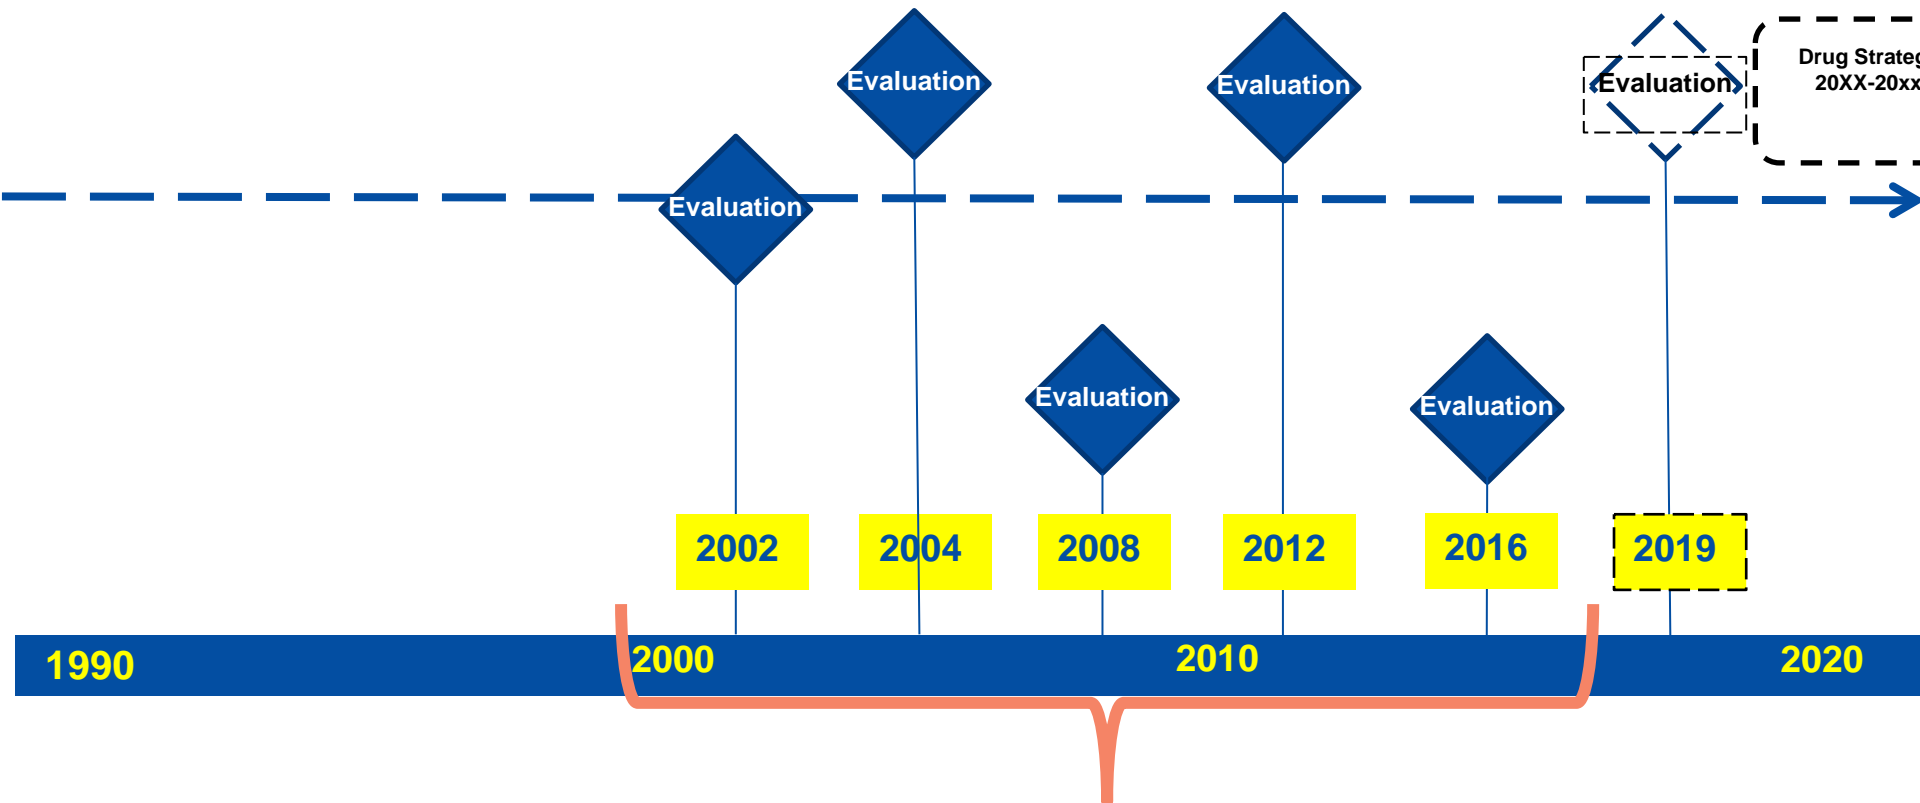 Evaluation
Evaluation
Evaluation
Drug Strateg
20XX-20xx
Evaluation
Evaluation
Evaluation
2002
2004
2008
2012
2016
2019
1990
2000
2010
2020